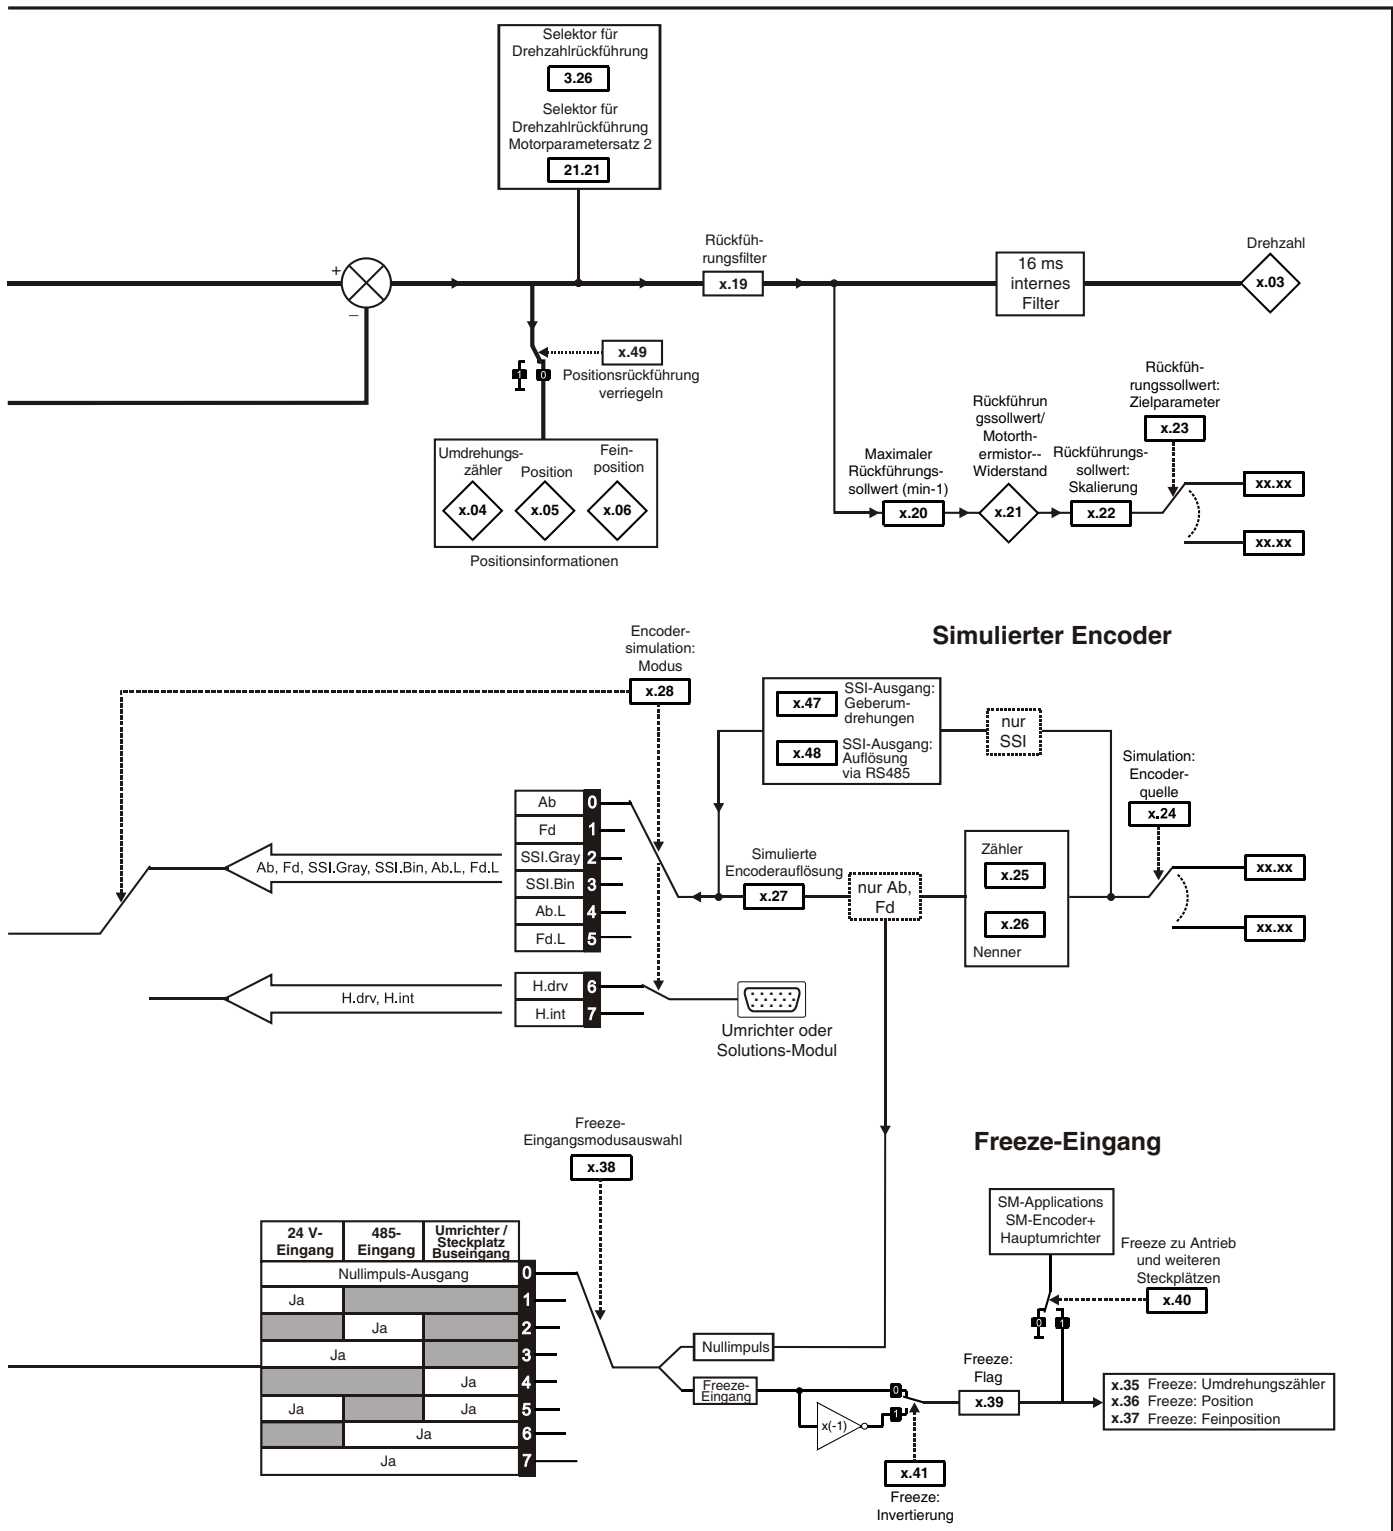 Selektor für
Drehzahlrückführung
3.26
Selektor für
Drehzahlrückführung
Motorparametersatz 2
21.21
Rückfüh-
rungsfilter
x.19
16 ms
internes
Filter
Drehzahl
x.03
+
−
x.49
Positionsrückführung
verriegeln
1 0
Umdrehungs-
zähler
x.04
Position
x.05
Fein-
position
x.06
Positionsinformationen
Maximaler
Rückführungs-
sollwert (min-1)
x.20
Rückführun
gssollwert/
Motorth-
ermistor--
Widerstand
x.21
Rückführungs-
sollwert:
Skalierung
x.22
Rückfüh-
rungssollwert:
Zielparameter
x.23
xx.xx
xx.xx
Simulierter Encoder
Encoder-
simulation:
Modus
x.28
x.47
SSI-Ausgang:
Geberum-
drehungen
x.48
SSI-Ausgang:
Auflösung
via RS485
nur
SSI
Simulation:
Encoder-
quelle
x.24
Ab 0
Fd 1
SSI.Gray 2
SSI.Bin 3
Ab.L 4
Fd.L 5
Ab, Fd, SSI.Gray, SSI.Bin, Ab.L, Fd.L
Simulierte
Encoderauflösung
x.27
nur Ab,
Fd
Zähler
x.25
x.26
Nenner
xx.xx
xx.xx
H.drv, H.int
H.drv 6
H.int 7
Umrichter oder
Solutions-Modul
Freeze-
Eingangsmodusauswahl
x.38
Freeze-Eingang
SM-Applications
SM-Encoder+
Hauptumrichter
Freeze zu Antrieb
und weiteren
Steckplätzen
x.40
0 1
24 V-
Eingang
485-
Eingang
Umrichter /
Steckplatz
Buseingang
Nullimpuls-Ausgang 0
Ja 1
Ja 2
Ja 3
Ja 4
Ja Ja 5
Ja 6
Ja 7
Nullimpuls
Freeze-
Eingang
x(-1)
0
1
Freeze:
Flag
x.39
x.35 Freeze: Umdrehungszähler
x.36 Freeze: Position
x.37 Freeze: Feinposition
x.41
Freeze:
Invertierung